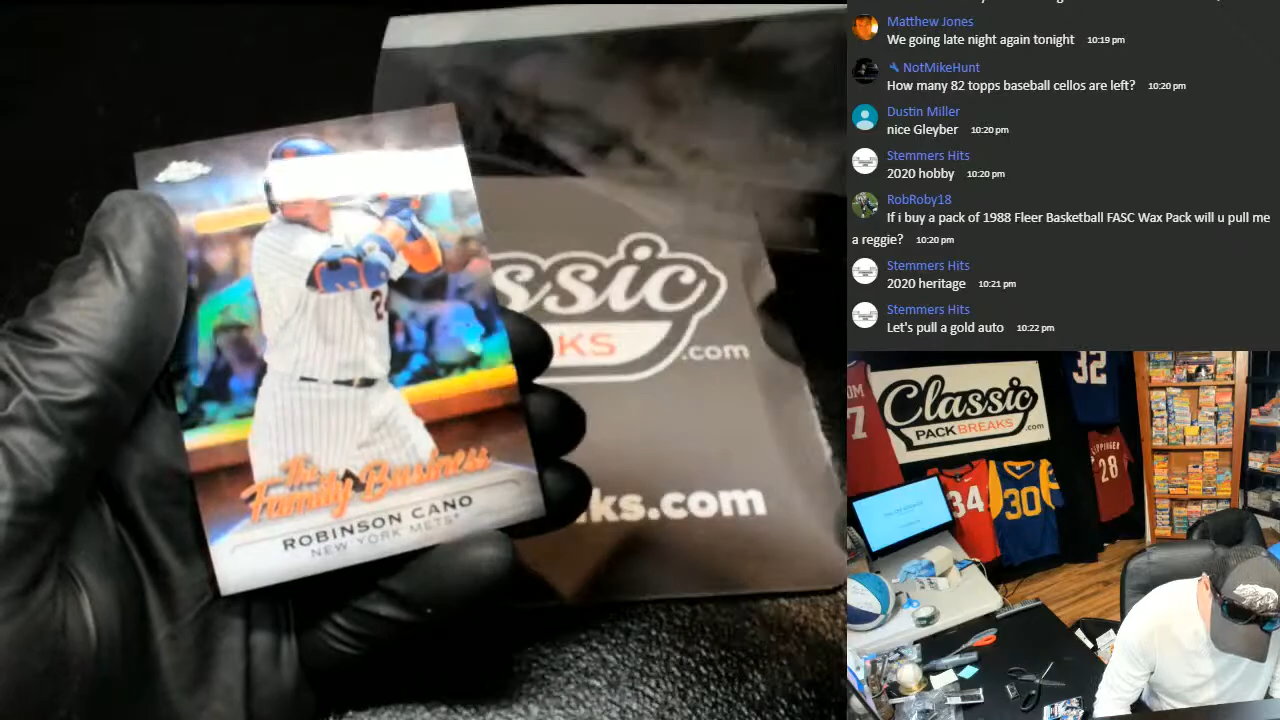 The
Family Business
ROBINSON CANO
NEW YORK METS
ssic
KS
.com
ks.com
Matthew Jones
We going late night again tonight 10:19 pm
NotMikeHunt
How many 82 topps baseball cellos are left? 10:20 pm
Dustin Miller
nice Gleyber 10:20 pm
Stemmers Hits
2020 hobby 10:20 pm
RobRoby18
If i buy a pack of 1988 Fleer Basketball FASC Wax Pack will u pull me
a reggie? 10:20 pm
Stemmers Hits
2020 heritage 10:21 pm
Stemmers Hits
Let's pull a gold auto 10:22 pm
Classic
PACK BREAKS
.com
32
7
34
30
28